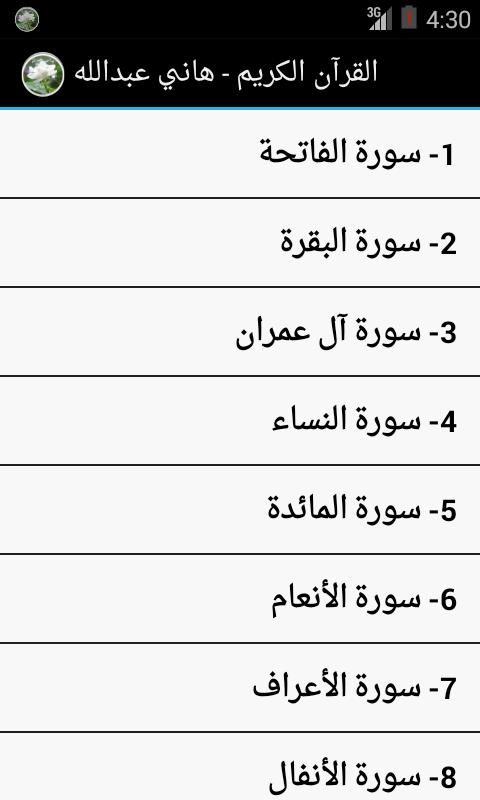 3G 4:30
القرآن الكريم - هاني عبدالله
1- سورة الفاتحة
2- سورة البقرة
3- سورة آل عمران
4- سورة النساء
5- سورة المائدة
6- سورة الأنعام
7- سورة الأعراف
8- سورة الأنفال